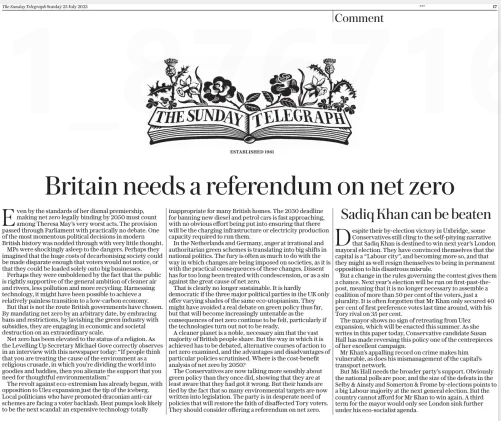 The Sunday Telegraph Sunday 23 July 2023
17
Comment
THE SUNDAY TELEGRAPH
ESTABLISHED 1961
Britain needs a referendum on net zero
Even by the standards of her dismal premiership,
making net zero legally binding by 2050 must count
among Theresa May's very worst acts. The provision
passed through Parliament with practically no debate. One
of the most momentous political decisions in modern
British history was nodded through with very little thought.
MPs were shockingly asleep to the dangers. Perhaps they
imagined that the huge costs of decarbonising society could
be made disparate enough that voters would not notice, or
that they could be loaded solely onto big businesses.
Perhaps they were emboldened by the fact that the public
is rightly supportive of the general ambition of cleaner air
and rivers, less pollution and more recycling. Harnessing
technology, it might have been possible to achieve a
relatively painless transition to a low-carbon economy.
But that is not the route British governments have chosen.
By mandating net zero by an arbitrary date, by embracing
bans and restrictions, by lavishing the green industry with
subsidies, they are engaging in economic and societal
destruction on an extraordinary scale.
Net zero has been elevated to the status of a religion. As
the Levelling Up Secretary Michael Gove correctly observes
in an interview with this newspaper today: "If people think
that you are treating the cause of the environment as a
religious crusade, in which you're dividing the world into
goodies and baddies, then you alienate the support that you
need for thoughtful environmentalism."
The revolt against eco-extremism has already begun, with
opposition to Ulez expansion just the tip of the iceberg.
Local politicians who have promoted draconian anti-car
schemes are facing a voter backlash. Heat pumps look likely
to be the next scandal: an expensive technology totally
inappropriate for many British homes. The 2030 deadline
for banning new diesel and petrol cars is fast approaching,
with no obvious effort being put into ensuring that there
will be the charging infrastructure or electricity production
capacity required to run them.
In the Netherlands and Germany, anger at irrational and
authoritarian green schemes is translating into big shifts in
national politics. The fury is often as much to do with the
way in which changes are being imposed on societies, as it is
with the practical consequences of these changes. Dissent
has for too long been treated with condescension, or as a sin
against the great cause of net zero.
That is clearly no longer sustainable. It is hardly
democratic if the three major political parties in the UK only
offer varying shades of the same eco-utopianism. They
might have avoided a real debate on green policy thus far,
but that will become increasingly untenable as the
consequences of net zero continue to be felt, particularly if
the technologies turn out not to be ready.
A cleaner planet is a noble, necessary aim that the vast
majority of British people share. But the way in which it is
achieved has to be debated, alternative courses of action to
net zero examined, and the advantages and disadvantages of
particular policies scrutinised. Where is the cost-benefit
analysis of net zero by 2050?
The Conservatives are now talking more sensibly about
green policy than they once did, showing that they are at
least aware that they had got it wrong. But their hands are
tied by the fact that so many environmental targets are now
written into legislation. The party is in desperate need of
policies that will restore the faith of disaffected Tory voters.
They should consider offering a referendum on net zero.
Sadiq Khan can be beaten
Despite their by-election victory in Uxbridge, some
Conservatives still cling to the self-pitying narrative
that Sadiq Khan is destined to win next year's London
mayoral election. They have convinced themselves that the
capital is a "Labour city", and becoming more so, and that
they might as well resign themselves to being in permanent
opposition to his disastrous misrule.
But a change in the rules governing the contest gives them
a chance. Next year's election will be run on first-past-the-
post, meaning that it is no longer necessary to assemble a
coalition of more than 50 per cent of the voters, just a
plurality. It is often forgotten that Mr Khan only secured 40
per cent of first preference votes last time around, with his
Tory rival on 35 per cent.
The mayor shows no sign of retreating from Ulez
expansion, which will be enacted this summer. As she
writes in this paper today, Conservative candidate Susan
Hall has made reversing this policy one of the centrepieces
of her excellent campaign.
Mr Khan's appalling record on crime makes him
vulnerable, as does his mismanagement of the capital's
transport network.
But Ms Hall needs the broader party's support. Obviously
the national polls are poor, and the size of the defeats in the
Selby & Ainsty and Somerton & Frome by-elections points to
a big Labour majority at the next general election. But the
country cannot afford for Mr Khan to win again. A third
term for the mayor would only see London sink further
under his eco-socialist agenda.